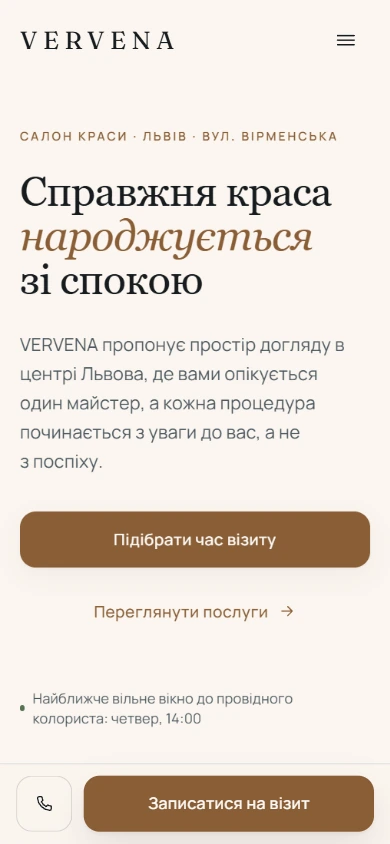 VERVENA
САЛОН КРАСИ · ЛЬВІВ · ВУЛ. ВІРМЕНСЬКА
Справжня краса
народжується
зі спокою
VERVENA пропонує простір догляду в
центрі Львова, де вами опікується
один майстер, а кожна процедура
починається з уваги до вас, а не
з поспіху.
Підібрати час візиту
Переглянути послуги →
Найближче вільне вікно до провідного
колориста: четвер, 14:00
Записатися на візит